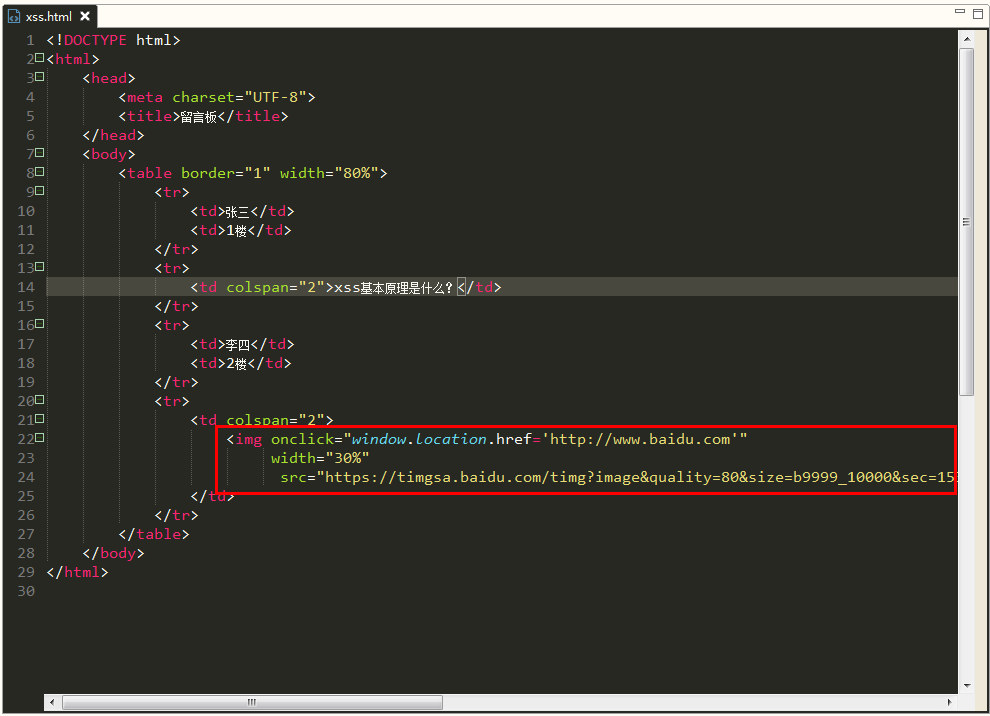 xss.html
1 <!DOCTYPE html>
2 <html>
3 <head>
4 <meta charset="UTF-8">
5 <title>留言板</title>
6 </head>
7 <body>
8 <table border="1" width="80%">
9 <tr>
10 <td>张三</td>
11 <td>1楼</td>
12 </tr>
13 <tr>
14 <td colspan="2">xss基本原理是什么？</td>
15 </tr>
16 <tr>
17 <td>李四</td>
18 <td>2楼</td>
19 </tr>
20 <tr>
21 <td colspan="2">
22 <img onclick="window.location.href='http://www.baidu.com'"
23 width="30%"
24 src="https://timgsa.baidu.com/timg?image&quality=80&size=b9999_10000&sec=15
25 </td>
26 </tr>
27 </table>
28 </body>
29 </html>
30